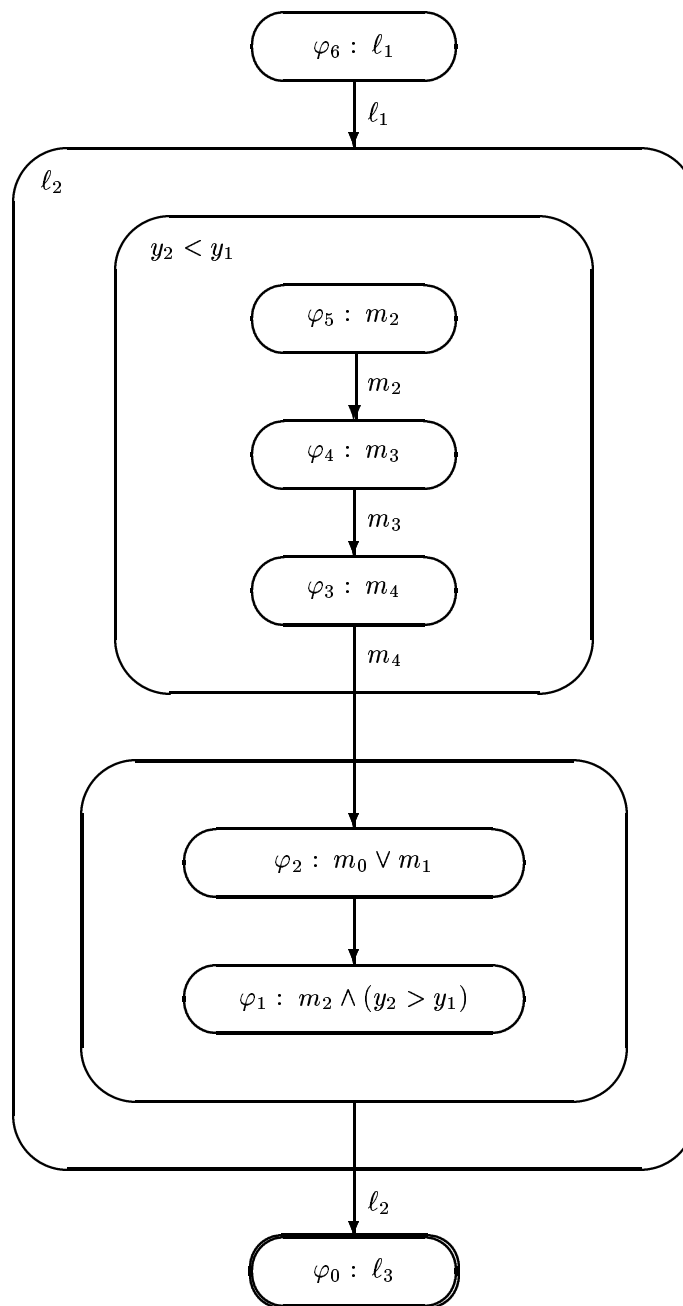 φ₆ : ℓ₁
ℓ₁
ℓ₂
y₂ < y₁
φ₅ : m₂
m₂
φ₄ : m₃
m₃
φ₃ : m₄
m₄
φ₂ : m₀ ∨ m₁
φ₁ : m₂ ∧ (y₂ > y₁)
ℓ₂
φ₀ : ℓ₃